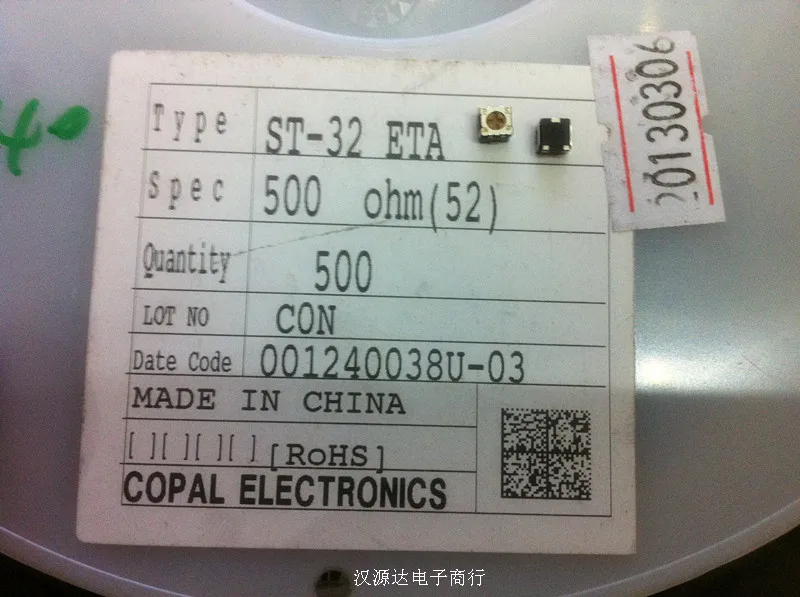 Type ST-32 ETA
Spec 500 ohm(52)
Quantity 500
LOT NO CON
Date Code 001240038U-03
MADE IN CHINA
[ ][ ][ ][ ] [RoHS]
COPAL ELECTRONICS
20130306
汉源达电子商行